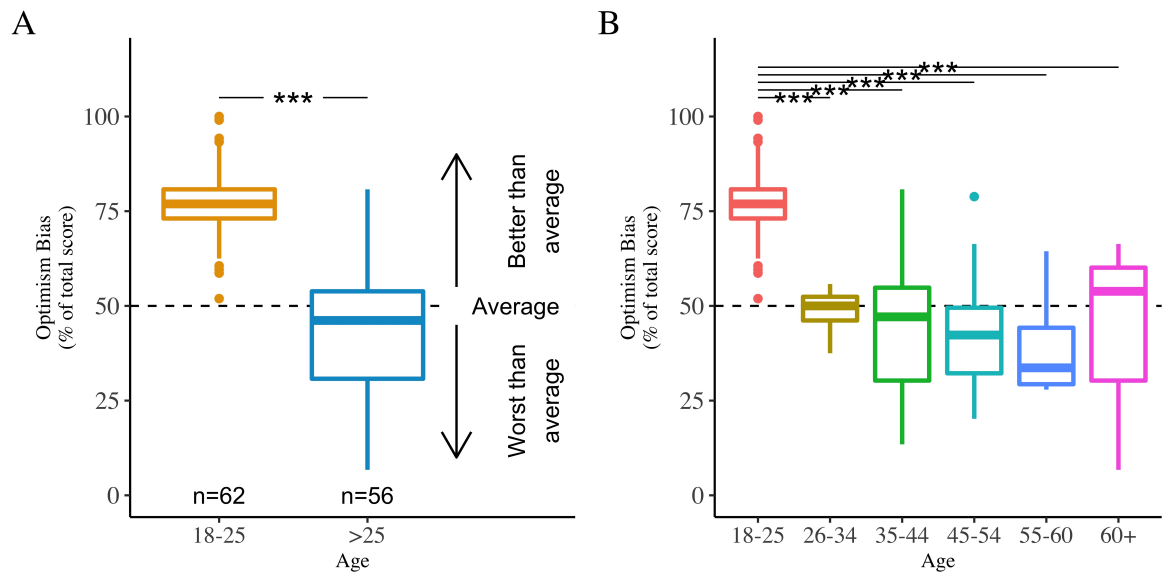 A
Optimism Bias
(% of total score)
100
75
50
25
0
***
Better than
average
Average
Worst than
average
n=62
n=56
18-25
>25
Age
B
Optimism Bias
(% of total score)
100
75
50
25
0
***
***
***
***
***
18-25
26-34
35-44
45-54
55-60
60+
Age